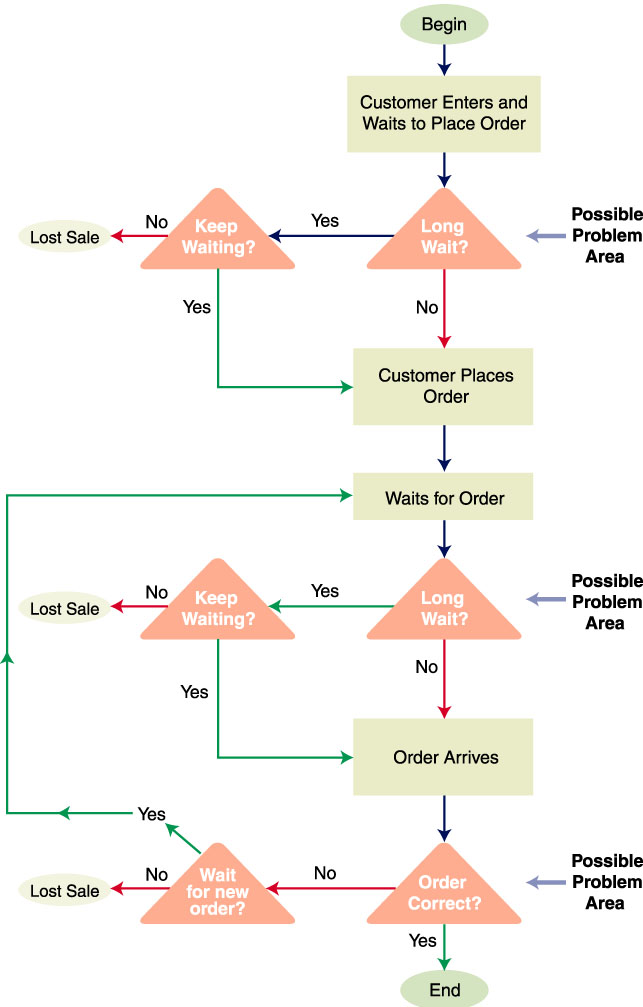 Begin
Customer Enters and
Waits to Place Order
Long
Wait?
Possible
Problem
Area
Yes
Keep
Waiting?
No
Lost Sale
Yes
No
Customer Places
Order
Waits for Order
Long
Wait?
Possible
Problem
Area
Yes
Keep
Waiting?
No
Lost Sale
Yes
No
Order Arrives
Order
Correct?
Possible
Problem
Area
No
Wait
for new
order?
Yes
No
Lost Sale
Yes
End